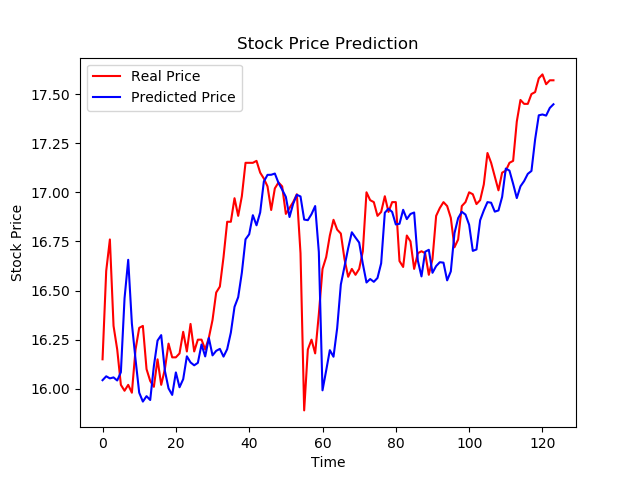 Stock Price Prediction
Real Price
Predicted Price
Stock Price
17.50
17.25
17.00
16.75
16.50
16.25
16.00
0 20 40 60 80 100 120
Time